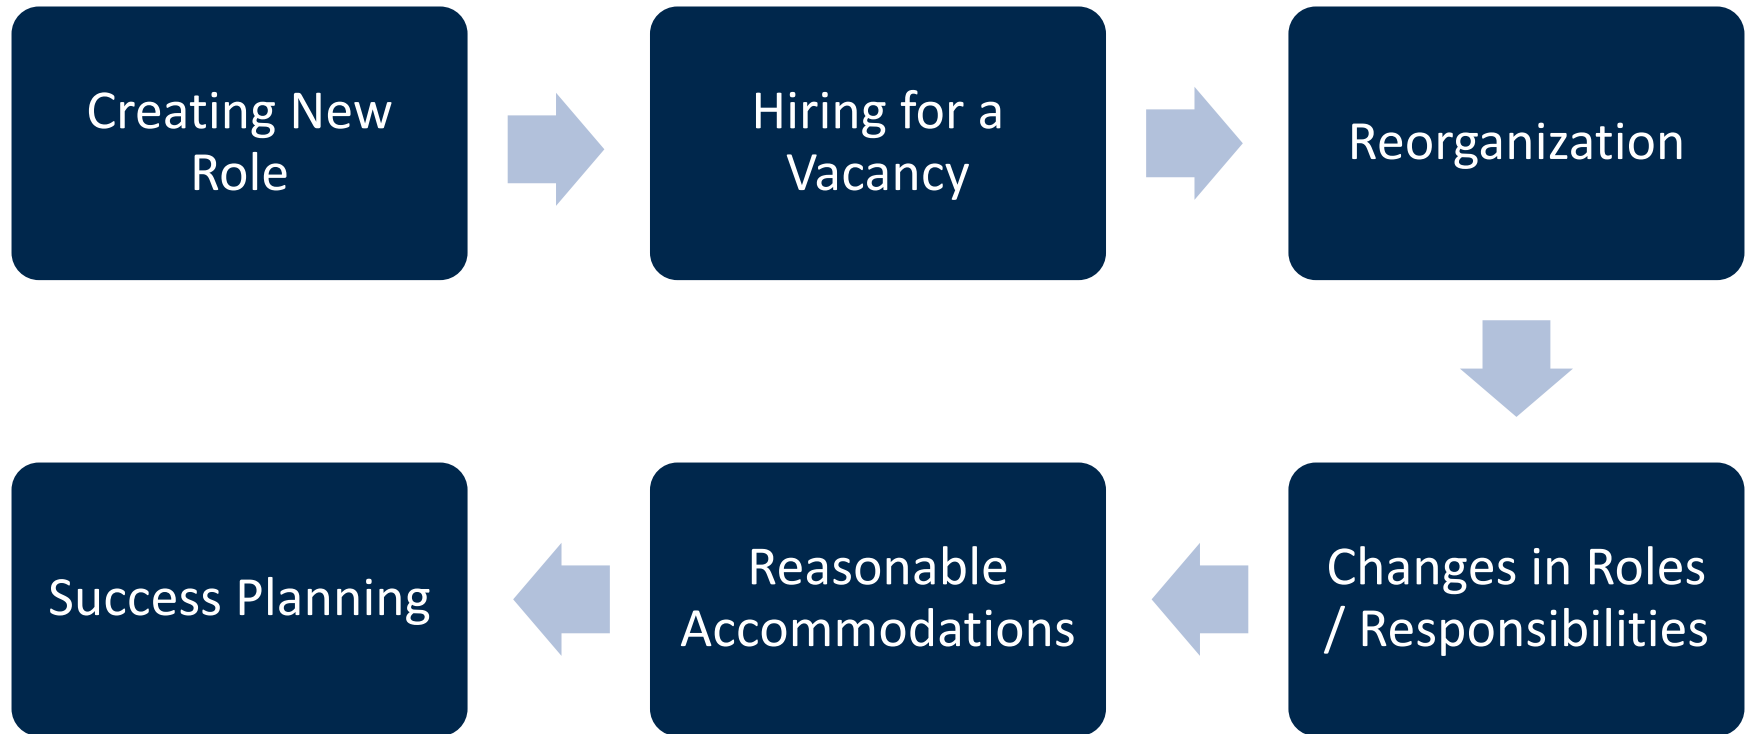 Creating New
Role
Hiring for a
Vacancy
Reorganization
Changes in Roles
/ Responsibilities
Reasonable
Accommodations
Success Planning